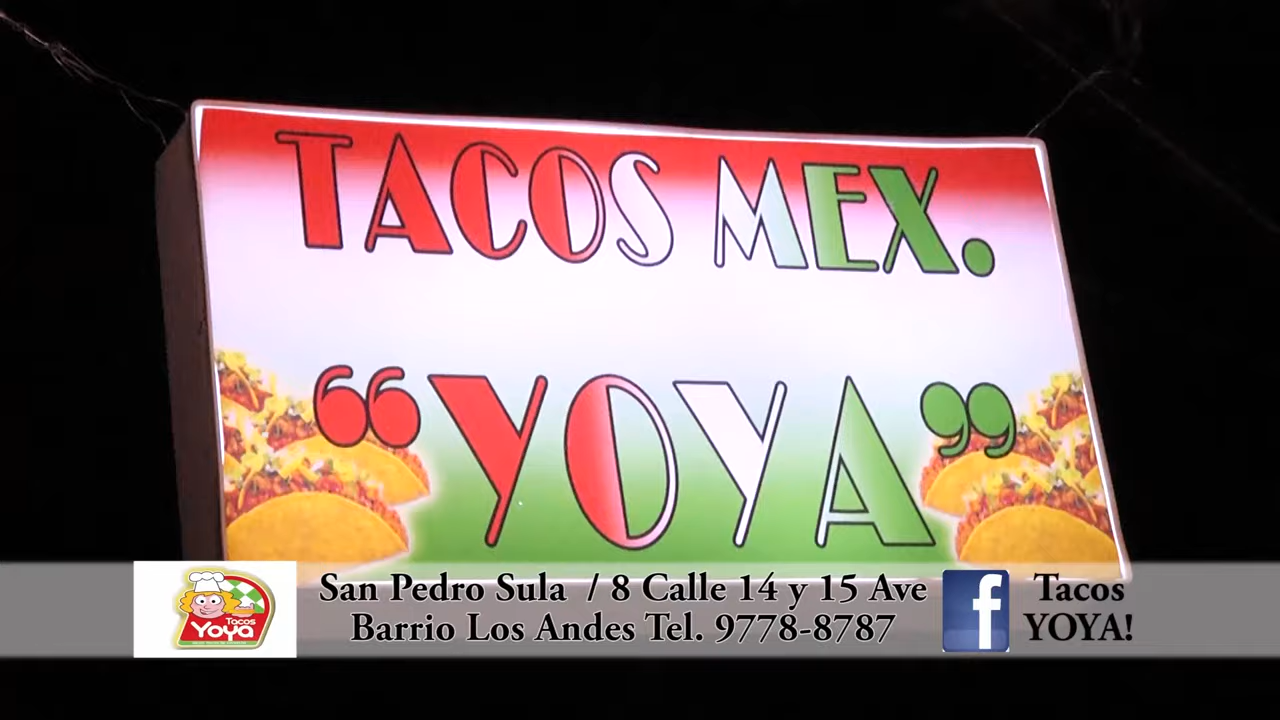 TACOS MEX.
“YOYA”
Tacos
YOYA
San Pedro Sula / 8 Calle 14 y 15 Ave
Barrio Los Andes Tel. 9778-8787
f
Tacos
YOYA!